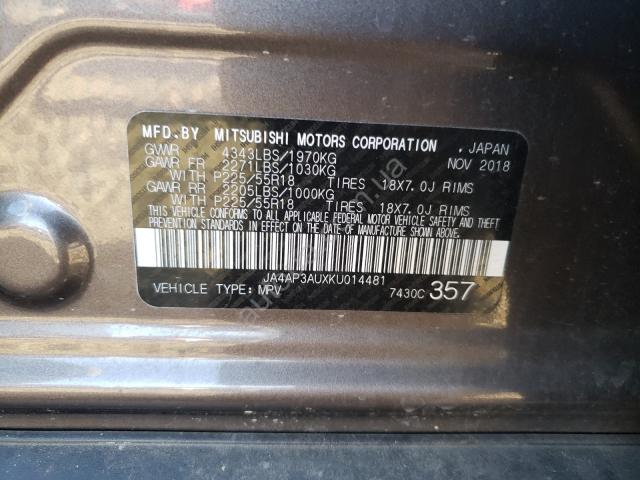 MFD.BY MITSUBISHI MOTORS CORPORATION , JAPAN
GVWR 4343LBS/1970KG NOV 2018
GAWR FR 2271LBS/1030KG
WITH P225/55R18 TIRES 18X7.0J RIMS
GAWR RR 2205LBS/1000KG
WITH P225/55R18 TIRES 18X7.0J RIMS
THIS VEHICLE CONFORMS TO ALL APPLICABLE FEDERAL MOTOR VEHICLE SAFETY AND THEFT
PREVENTION STANDARDS IN EFFECT ON THE DATE OF MANUFACTURE SHOWN ABOVE.
JA4AP3AUXKU014481
VEHICLE TYPE: MPV 7430C 357